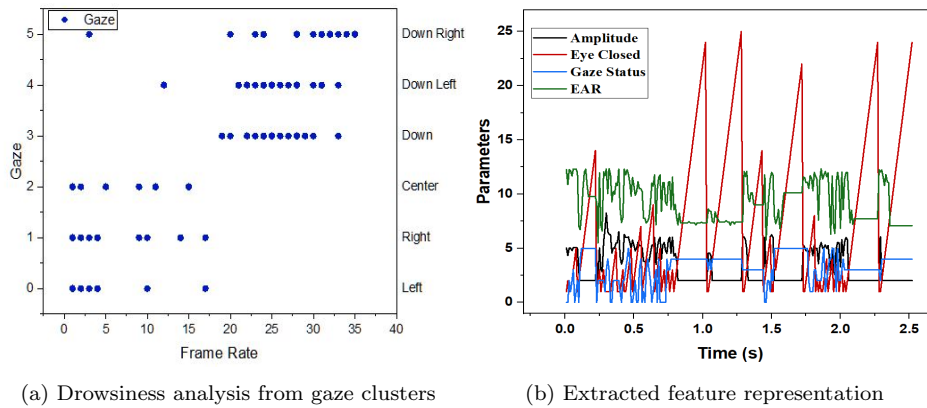 Gaze
5
4
3
2
1
0
Gaze
Down Right
Down Left
Down
Center
Right
Left
0 5 10 15 20 25 30 35 40
Frame Rate
(a) Drowsiness analysis from gaze clusters
25
20
15
10
5
0
Parameters
Amplitude
Eye Closed
Gaze Status
EAR
0.0 0.5 1.0 1.5 2.0 2.5
Time (s)
(b) Extracted feature representation